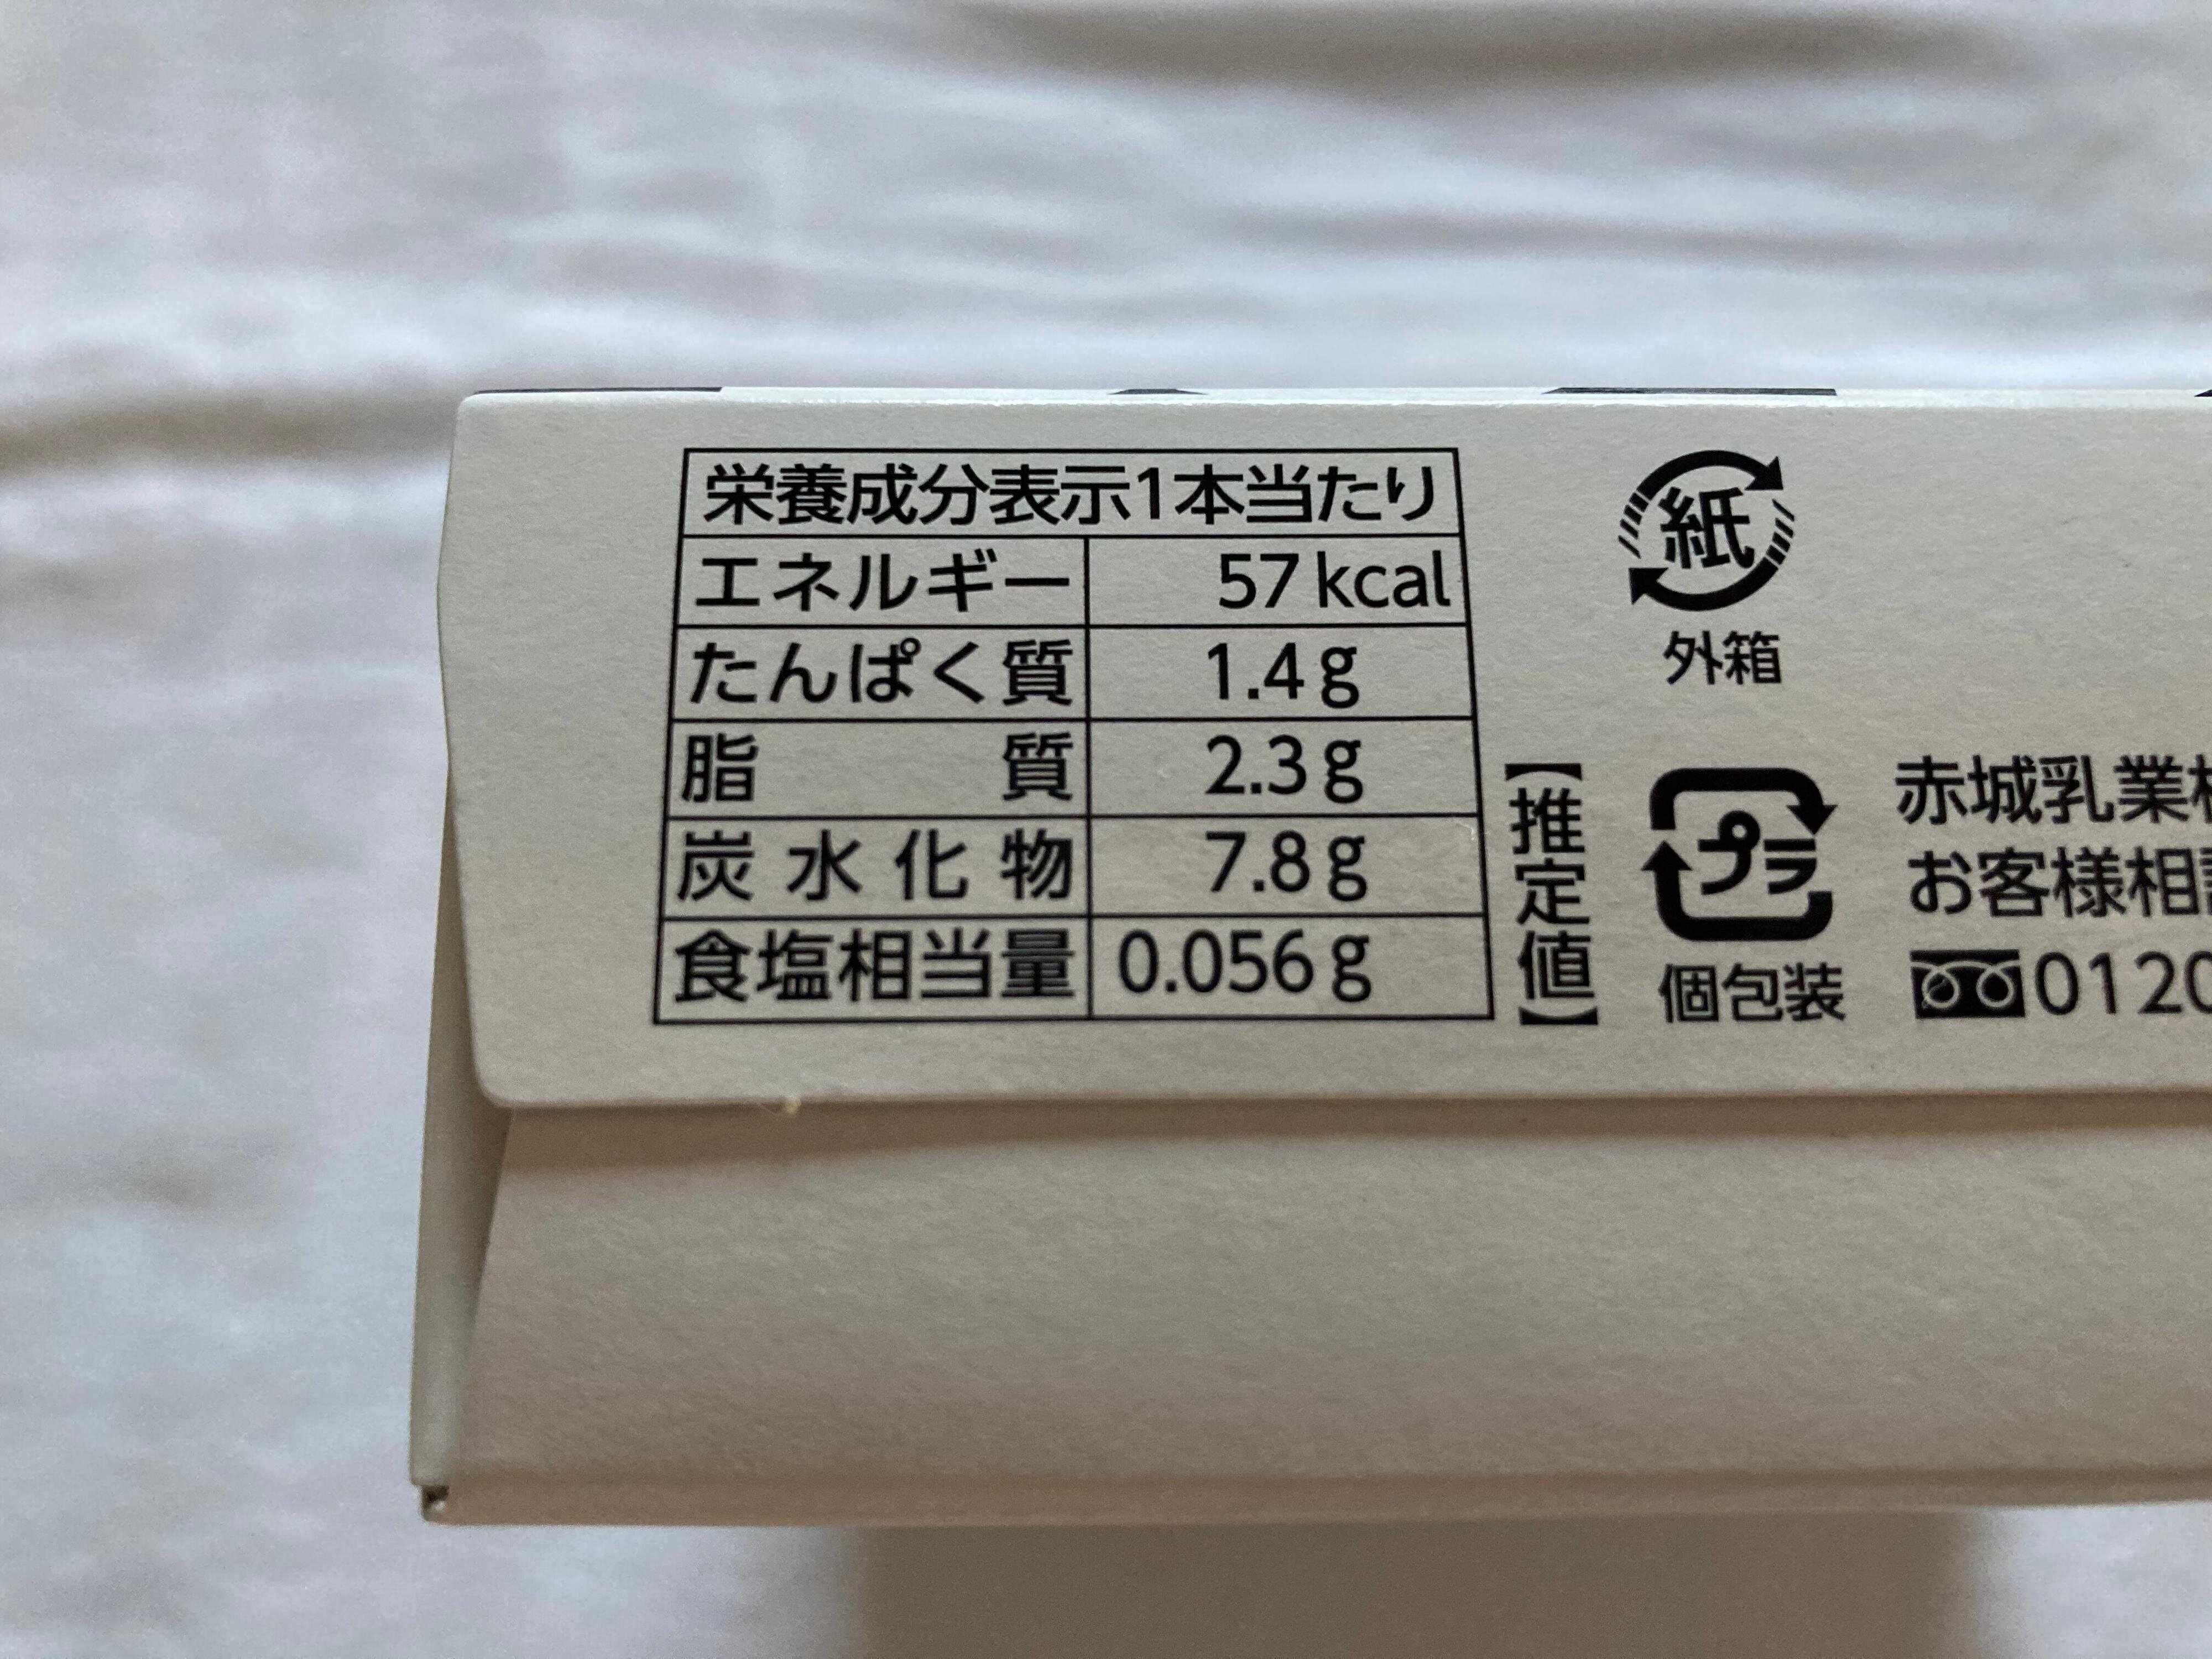 栄養成分表示1本当たり
エネルギー 57kcal
たんぱく質 1.4g
脂質 2.3g
炭水化物 7.8g
食塩相当量 0.056g
【推定値】
紙
外箱
プラ
個包装
赤城乳業
お客様相
0120